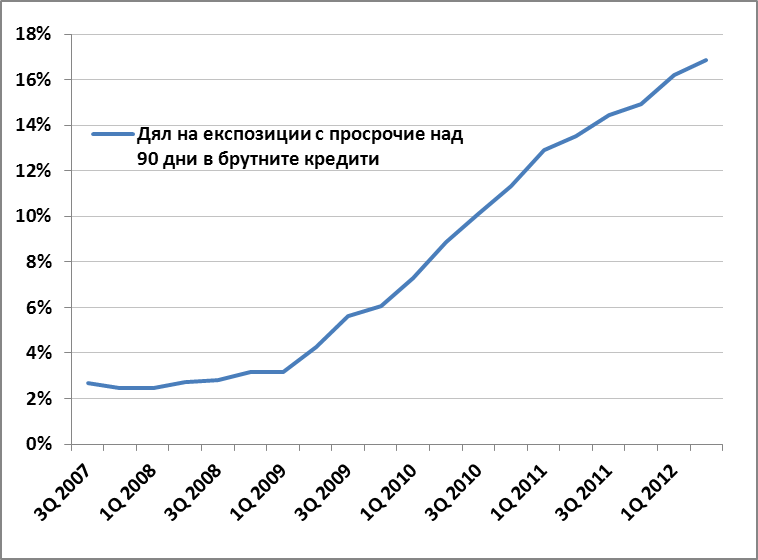 18%
16%
14%
12%
10%
8%
6%
4%
2%
0%
Дял на експозиции с просрочие над
90 дни в брутните кредити
3Q 2007
1Q 2008
3Q 2008
1Q 2009
3Q 2009
1Q 2010
3Q 2010
1Q 2011
3Q 2011
1Q 2012